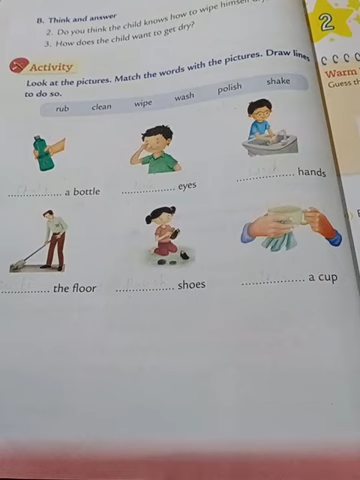 B. Think and answer
2. Do you think the child knows how to wipe himself
3. How does the child want to get dry?
Activity
Look at the pictures. Match the words with the pictures. Draw lines
to do so.
rub clean wipe wash polish shake
a bottle
eyes
hands
the floor
shoes
a cup
2
Warm
Guess th